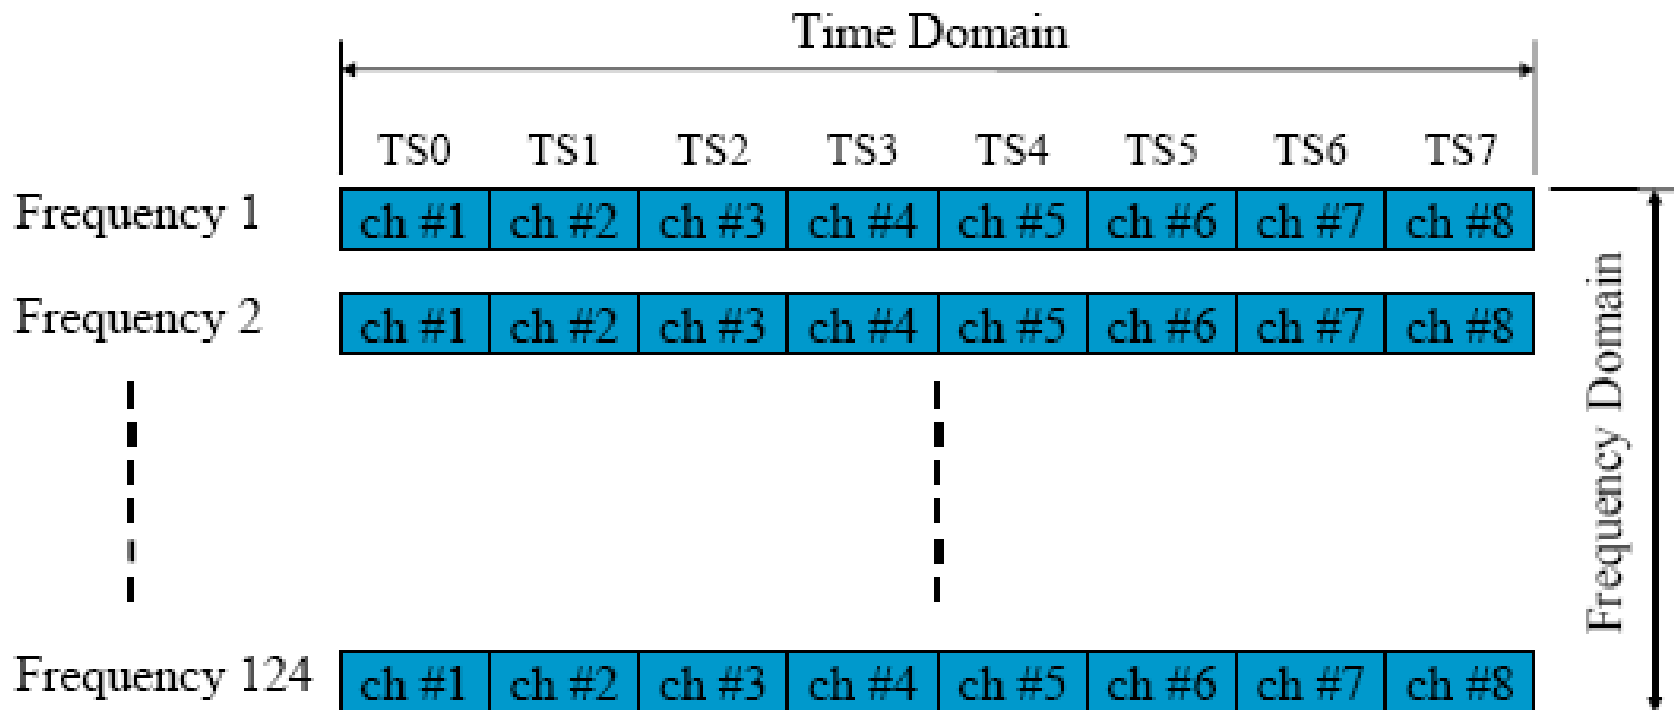 Time Domain
TS0 TS1 TS2 TS3 TS4 TS5 TS6 TS7
Frequency 1 ch #1 ch #2 ch #3 ch #4 ch #5 ch #6 ch #7 ch #8
Frequency 2 ch #1 ch #2 ch #3 ch #4 ch #5 ch #6 ch #7 ch #8
Frequency 124 ch #1 ch #2 ch #3 ch #4 ch #5 ch #6 ch #7 ch #8
Frequency Domain